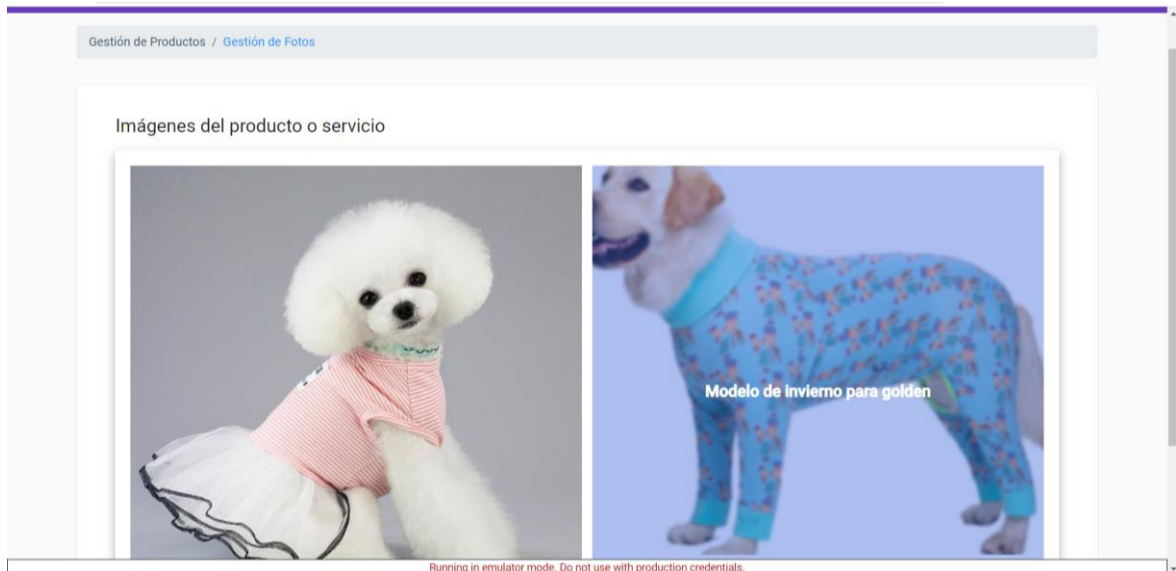 Gestión de Productos / Gestión de Fotos
Imágenes del producto o servicio
Modelo de invierno para golden
Running in emulator mode. Do not use with production credentials.